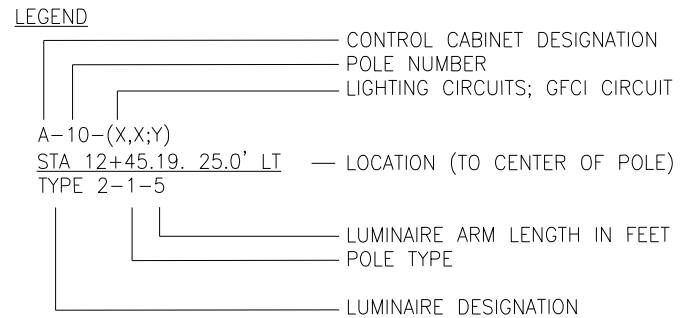 LEGEND
CONTROL CABINET DESIGNATION
POLE NUMBER
LIGHTING CIRCUITS; GFCI CIRCUIT
A-10-(X,X;Y)
STA 12+45.19. 25.0' LT — LOCATION (TO CENTER OF POLE)
TYPE 2-1-5
LUMINAIRE ARM LENGTH IN FEET
POLE TYPE
LUMINAIRE DESIGNATION